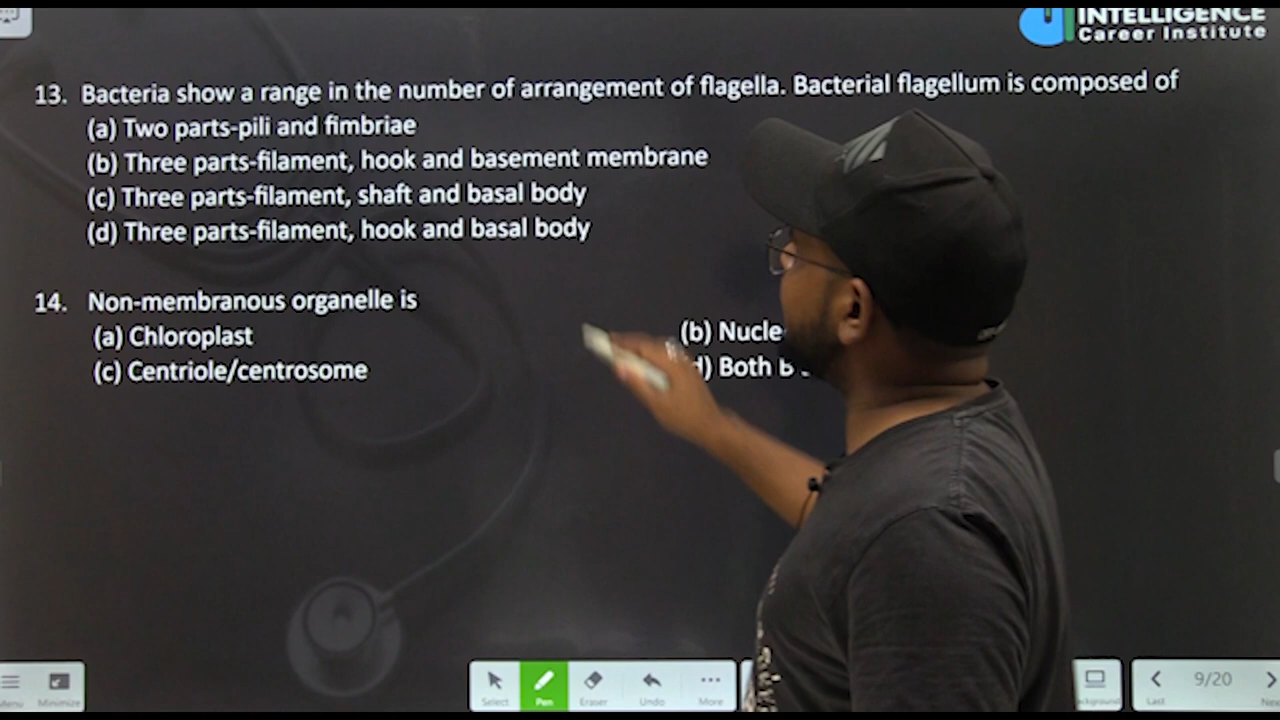 INTELLIGENCE
Career Institute
13. Bacteria show a range in the number of arrangement of flagella. Bacterial flagellum is composed of
(a) Two parts-pili and fimbriae
(b) Three parts-filament, hook and basement membrane
(c) Three parts-filament, shaft and basal body
(d) Three parts-filament, hook and basal body
14. Non-membranous organelle is
(a) Chloroplast (b)
(c) Centriole/centrosome Both B
Minimize Select Pen Eraser Undo More Last 9/20